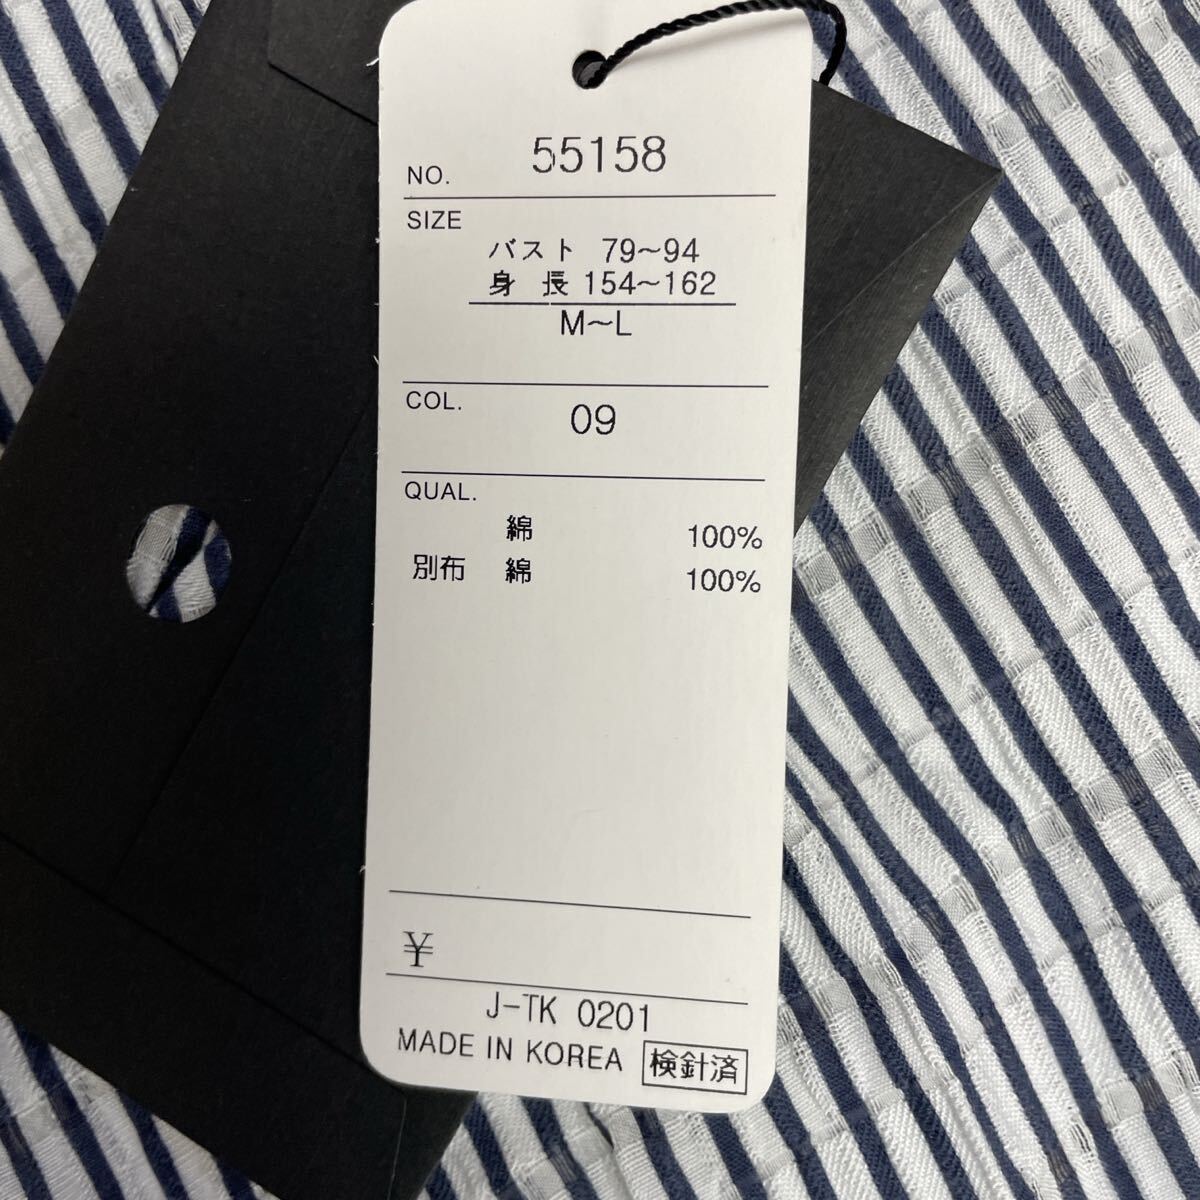 NO. 55158
SIZE
バスト 79〜94
身 長 154〜162
M〜L
COL. 09
QUAL.
綿 100%
別布 綿 100%
¥
J-TK 0201
MADE IN KOREA 検針済